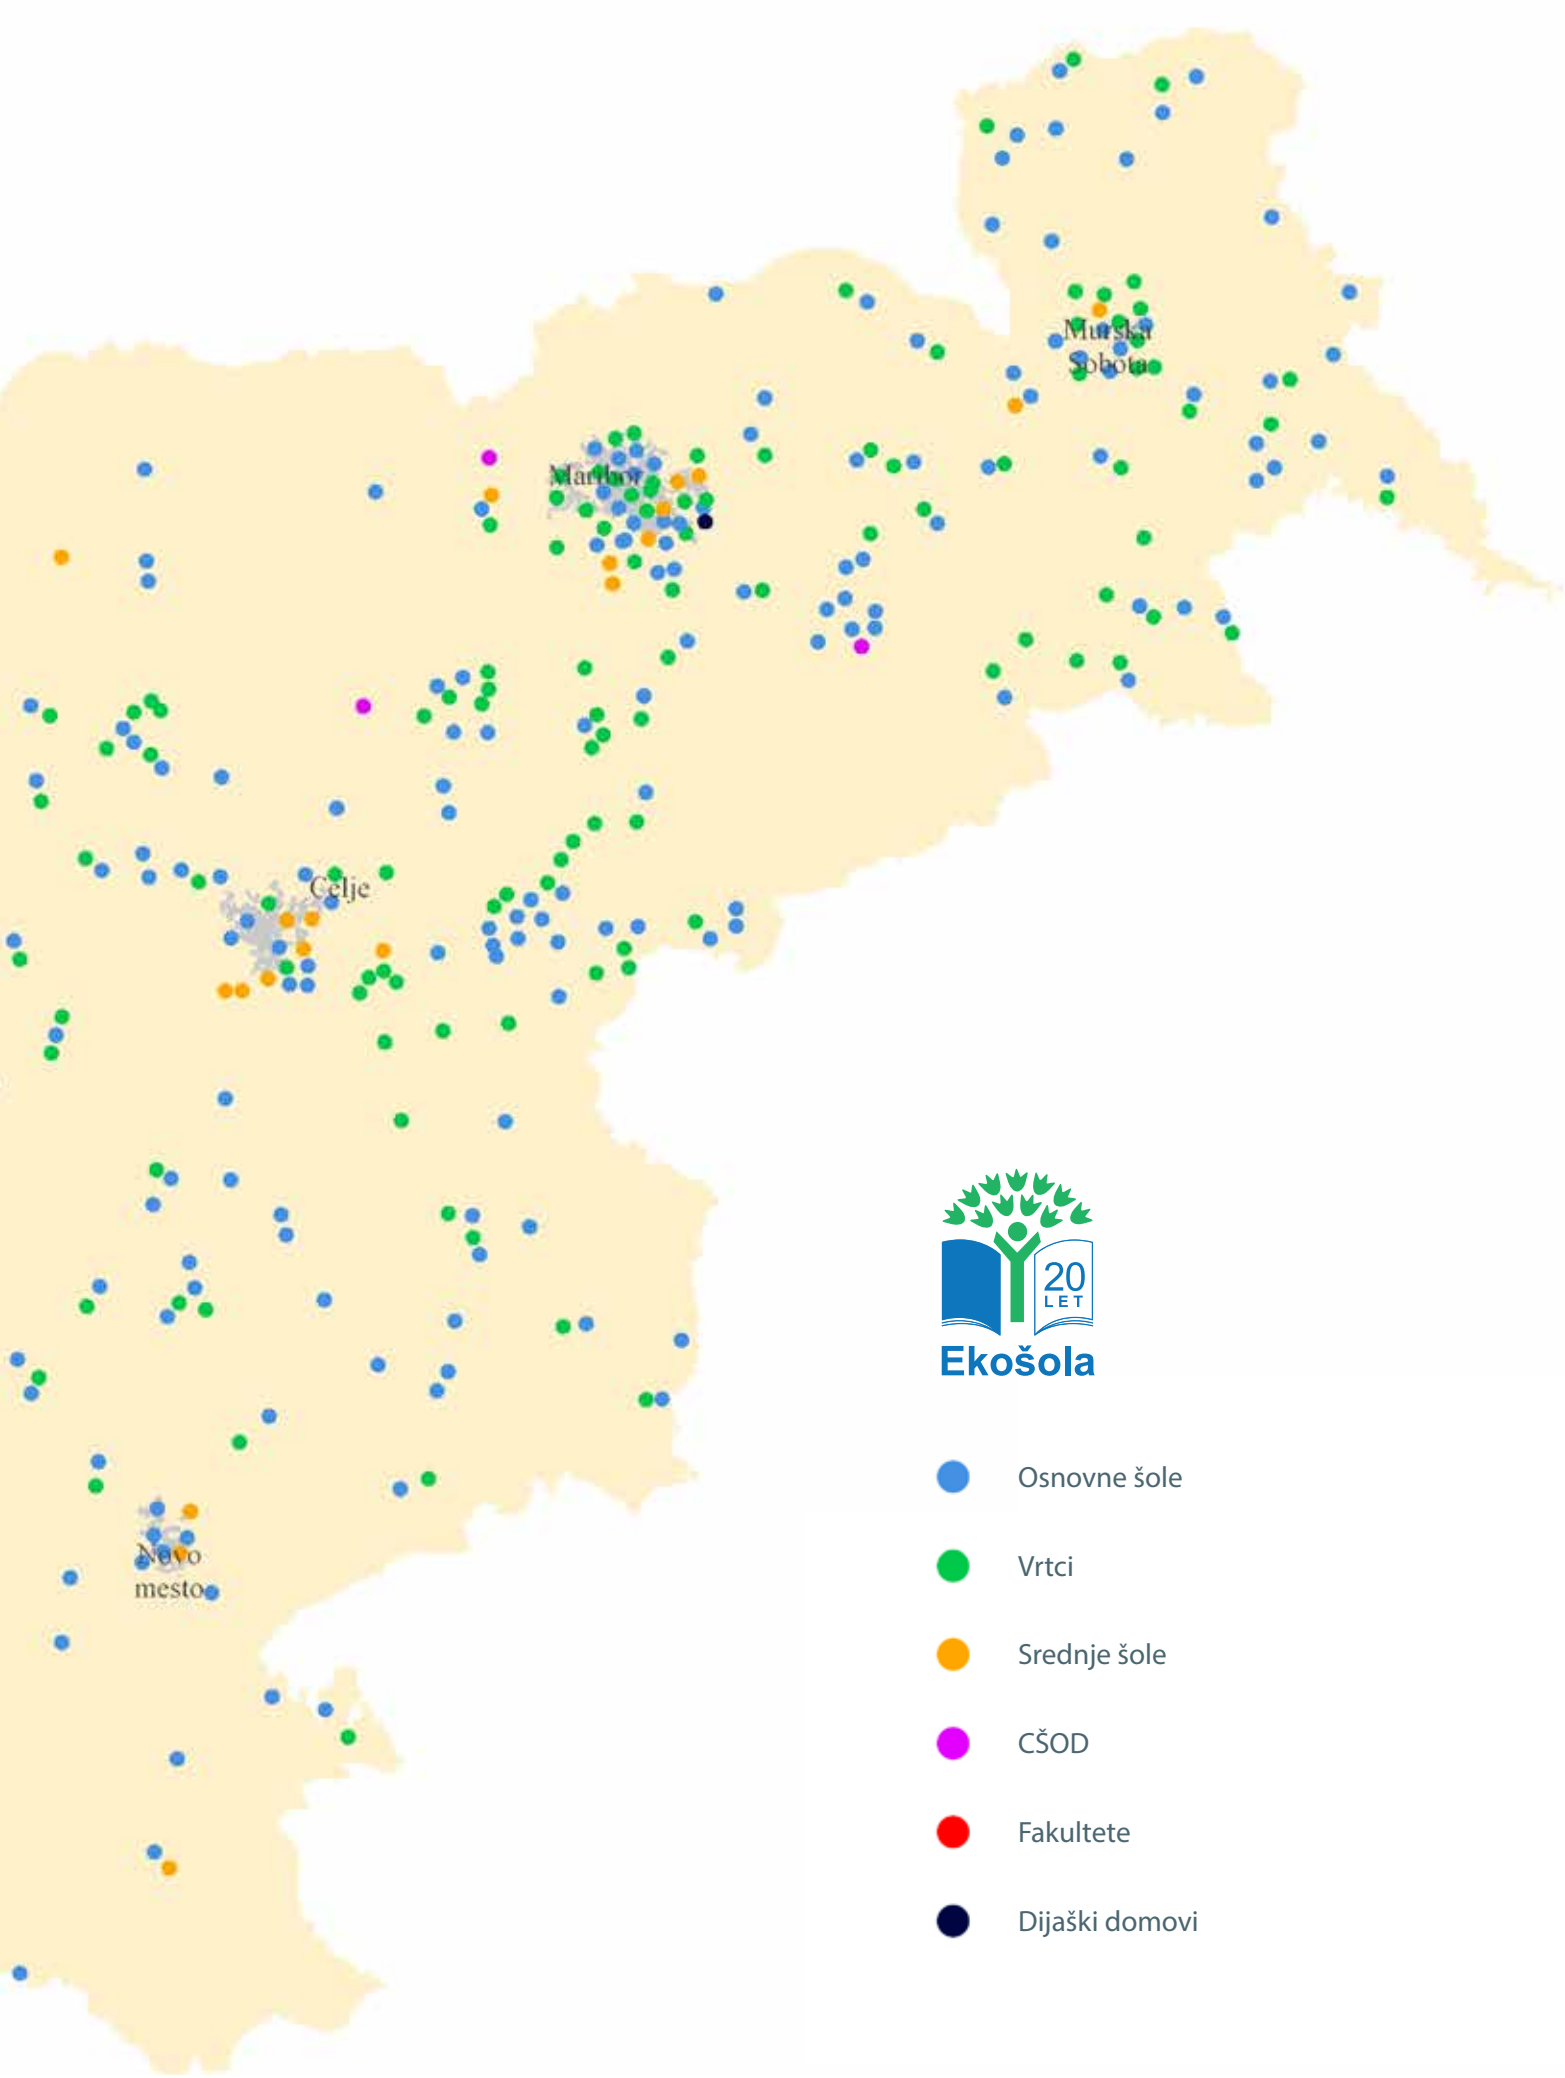 Murska
Sobota
Maribor
Celje
20
LET
Ekošola
Osnovne šole
Vrtci
Srednje šole
CŠOD
Fakultete
Dijaški domovi
Novo
mesto